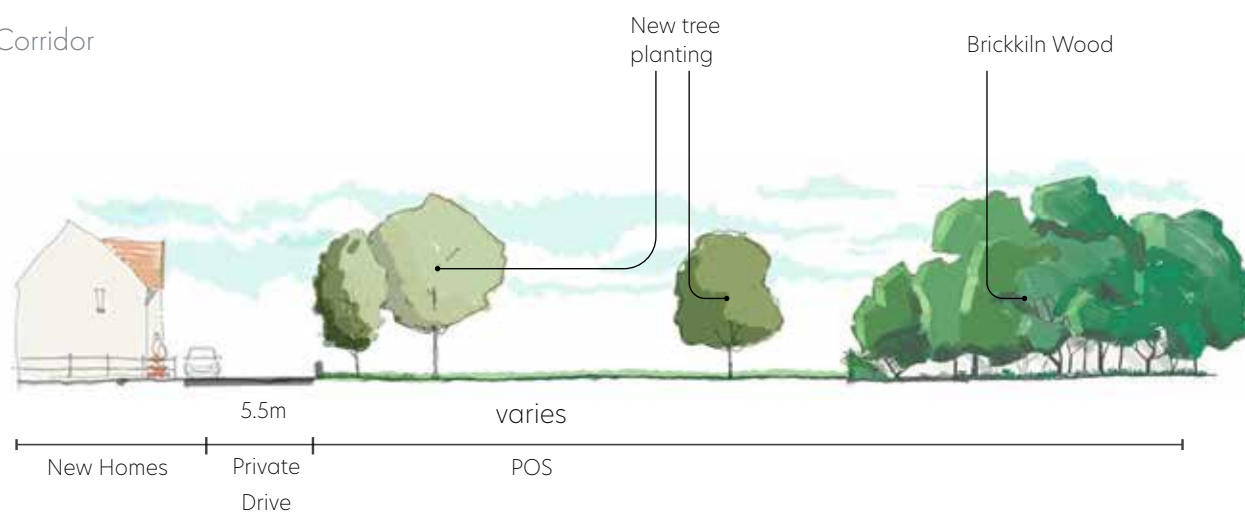 Corridor
New tree
planting
Brickkiln Wood
5.5m
varies
New Homes
Private
Drive
POS